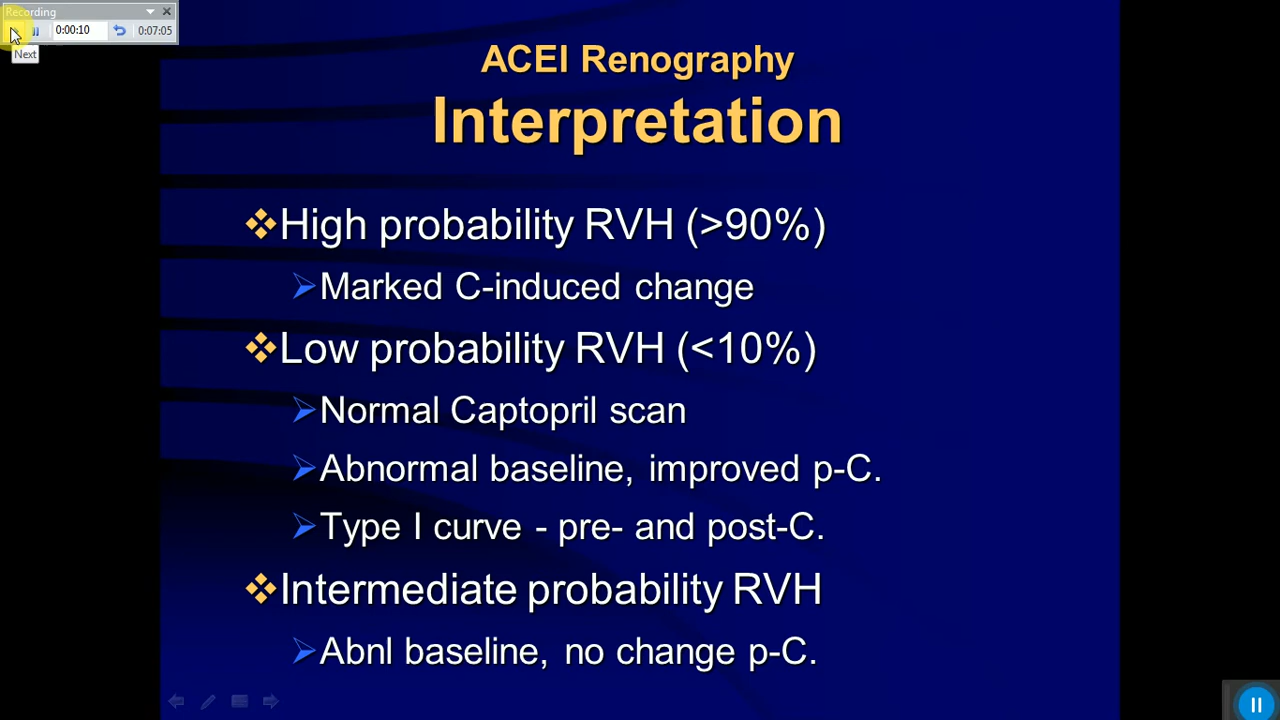 Recording
0:00:10
0:07:05
Next
ACEI Renography
Interpretation
High probability RVH (>90%)
Marked C-induced change
Low probability RVH (<10%)
Normal Captopril scan
Abnormal baseline, improved p-C.
Type I curve - pre- and post-C.
Intermediate probability RVH
Abnl baseline, no change p-C.